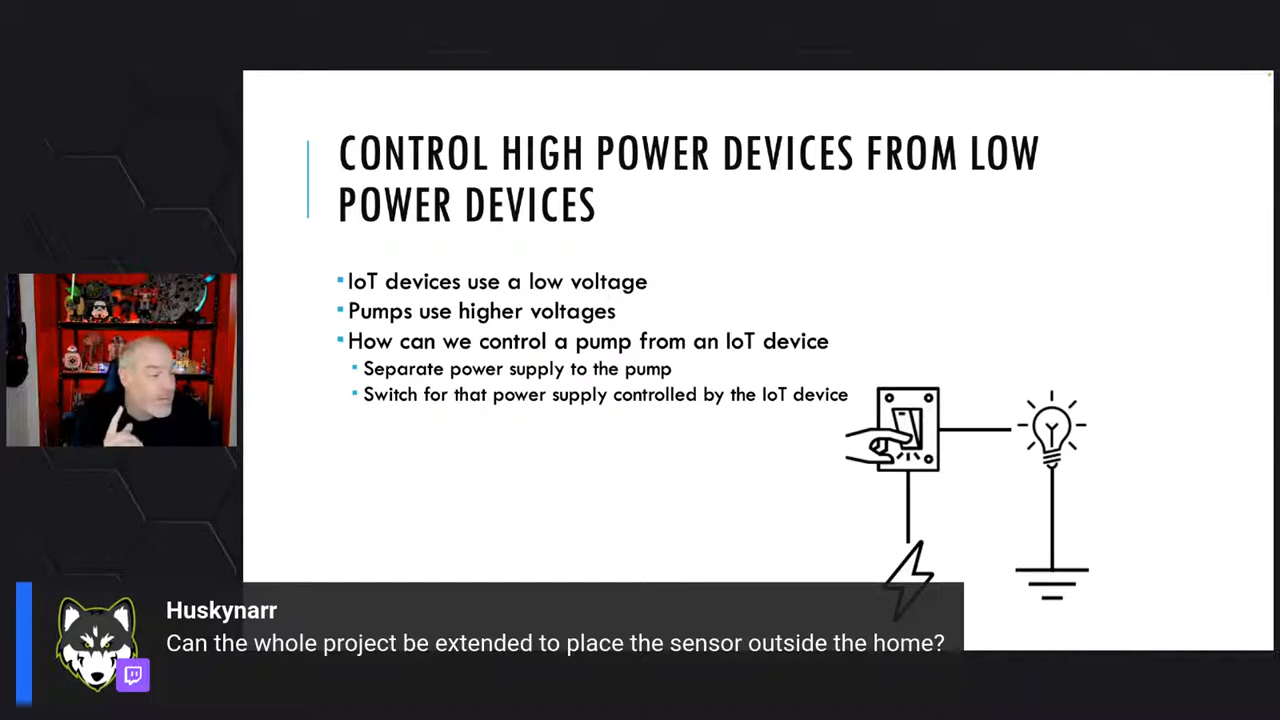 CONTROL HIGH POWER DEVICES FROM LOW
POWER DEVICES
IoT devices use a low voltage
Pumps use higher voltages
How can we control a pump from an IoT device
Separate power supply to the pump
Switch for that power supply controlled by the IoT device
Huskynarr
Can the whole project be extended to place the sensor outside the home?